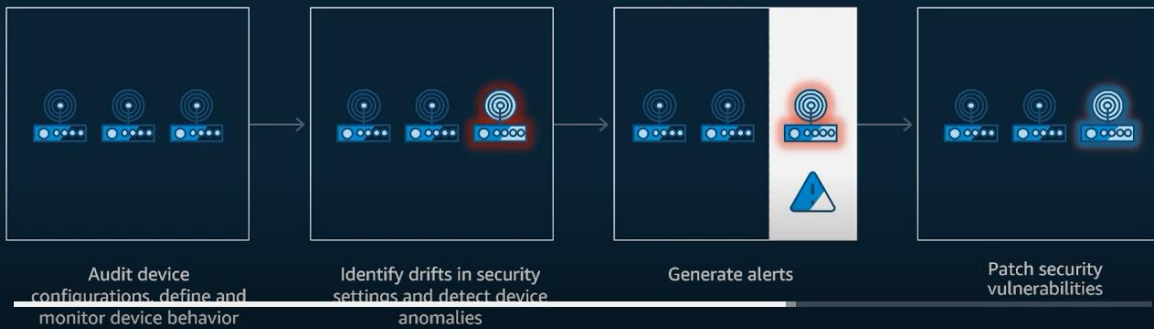 Audit device
configurations, define and
monitor device behavior
Identify drifts in security
settings and detect device
anomalies
Generate alerts
Patch security
vulnerabilities